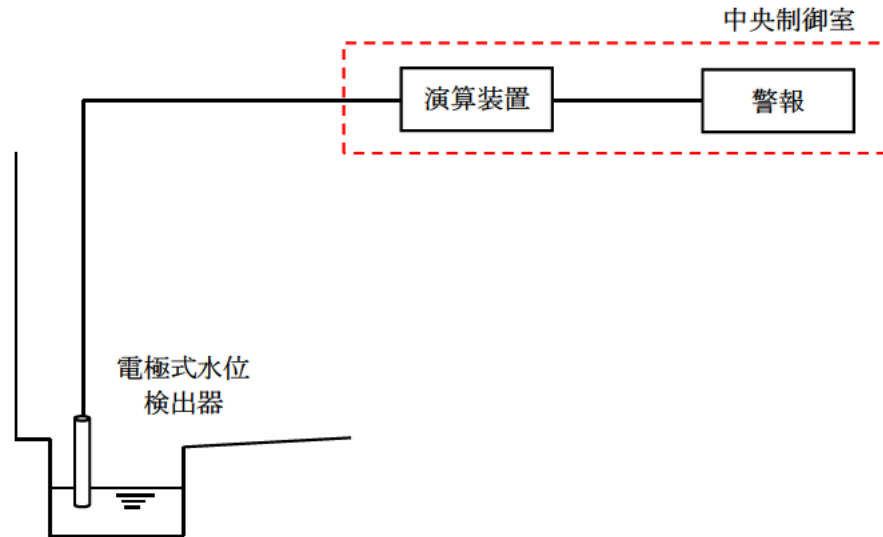 中央制御室
演算装置
警報
電極式水位
検出器